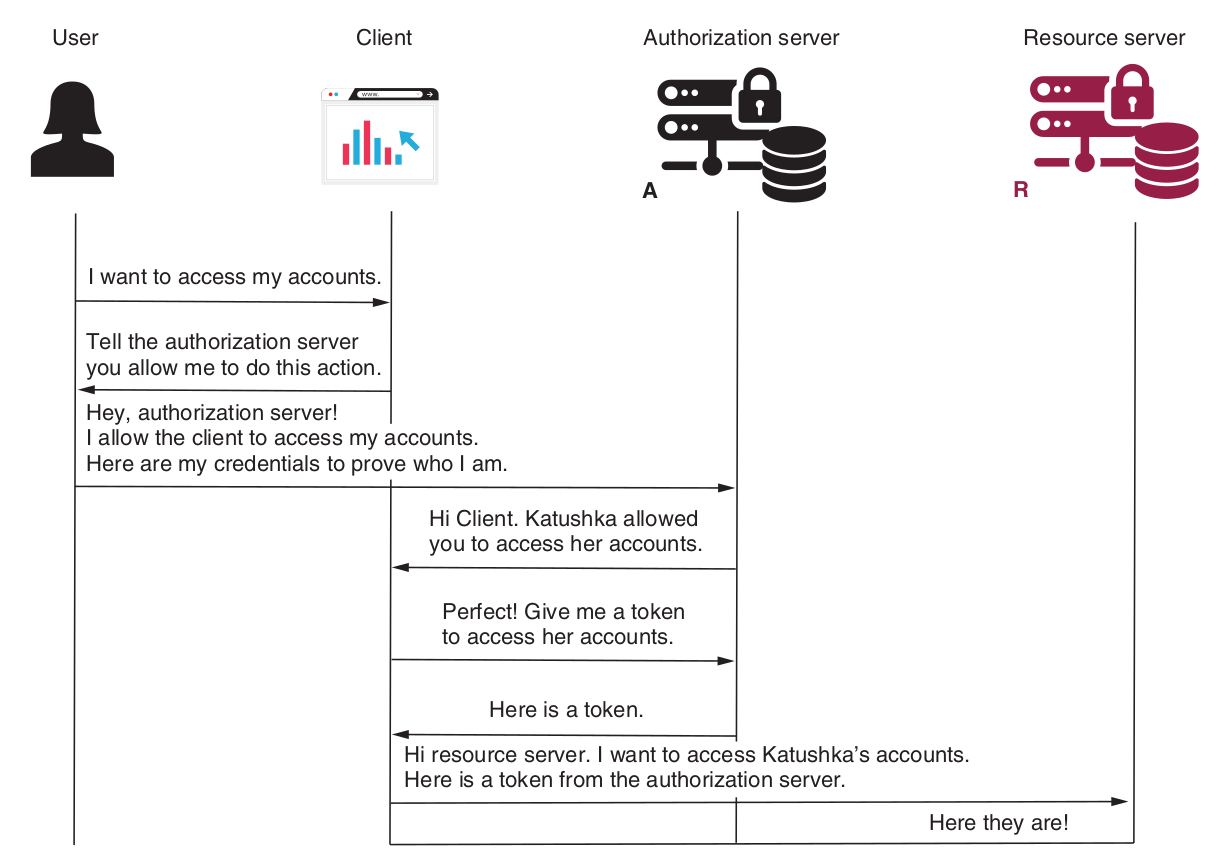 User
Client
Authorization server
Resource server
www.
A
R
I want to access my accounts.
Tell the authorization server
you allow me to do this action.
Hey, authorization server!
I allow the client to access my accounts.
Here are my credentials to prove who I am.
Hi Client. Katushka allowed
you to access her accounts.
Perfect! Give me a token
to access her accounts.
Here is a token.
Hi resource server. I want to access Katushka’s accounts.
Here is a token from the authorization server.
Here they are!